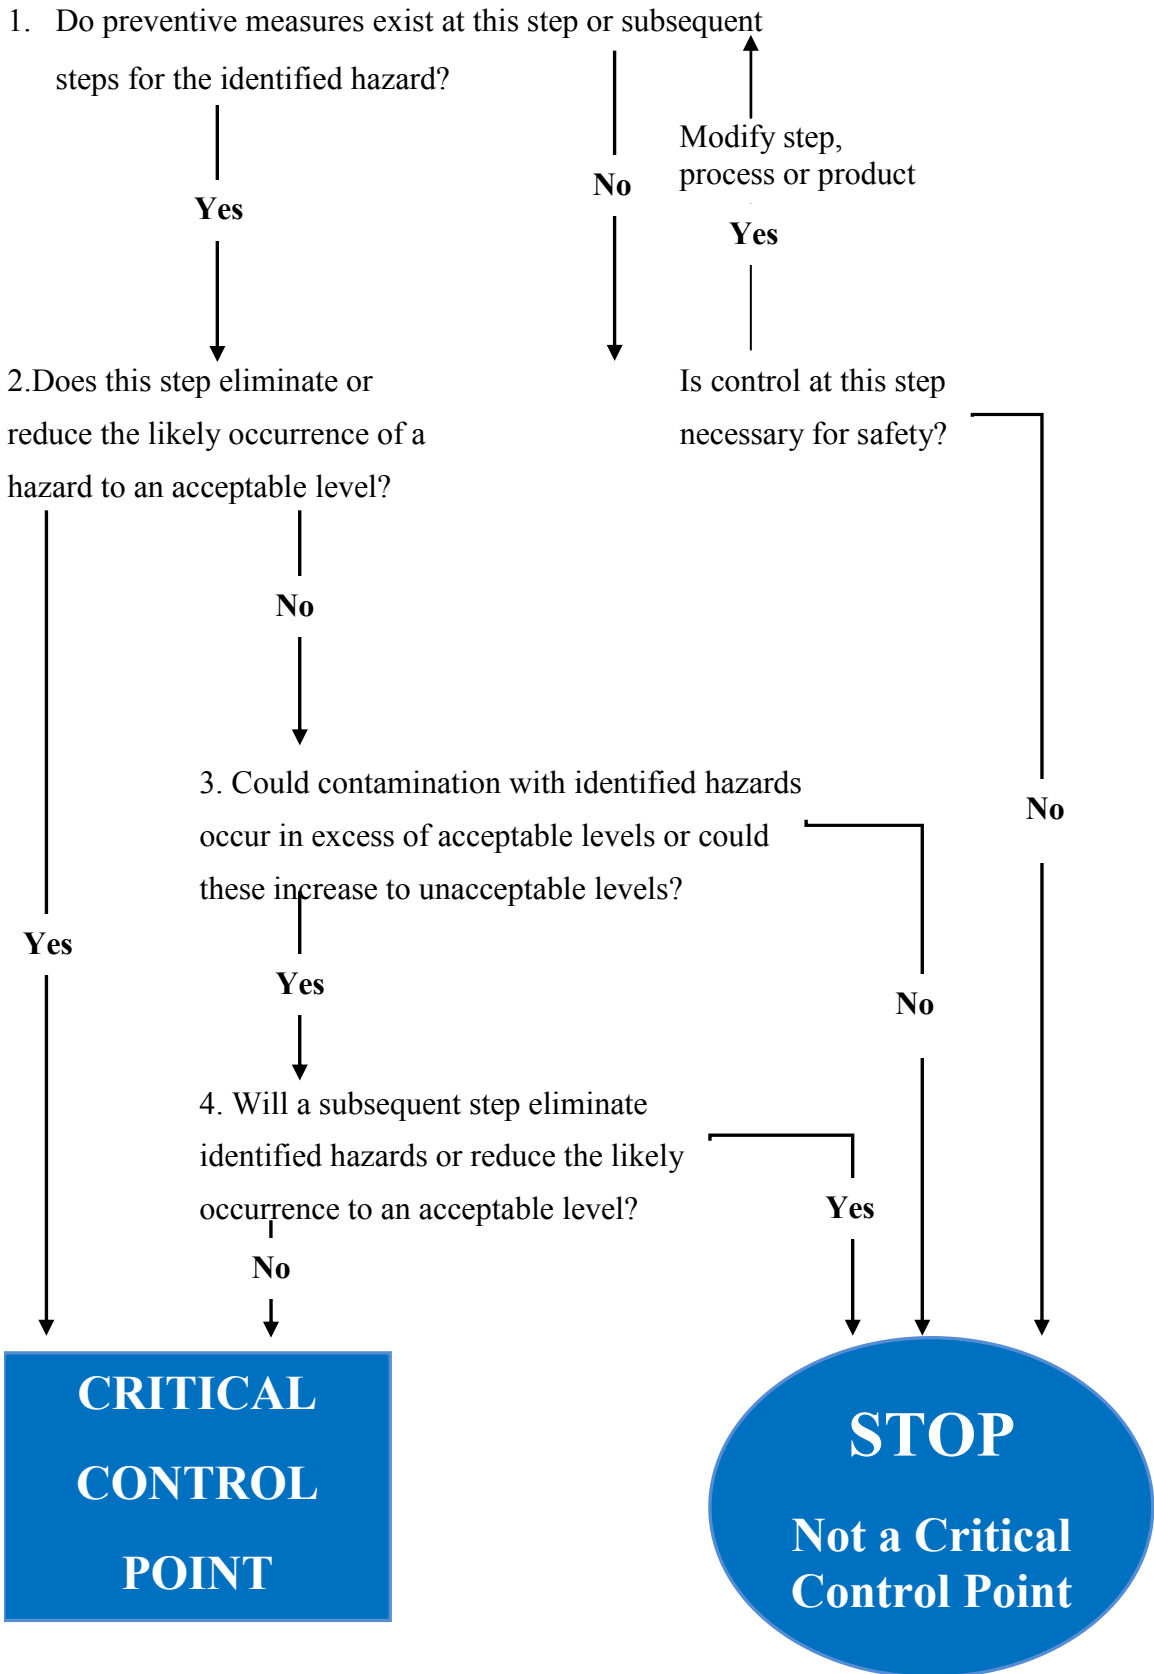 1. Do preventive measures exist at this step or subsequent
steps for the identified hazard?
Modify step,
process or product
No
Yes
Yes
2.Does this step eliminate or
reduce the likely occurrence of a
hazard to an acceptable level?
Is control at this step
necessary for safety?
No
3. Could contamination with identified hazards
occur in excess of acceptable levels or could
these increase to unacceptable levels?
No
Yes
Yes
No
4. Will a subsequent step eliminate
identified hazards or reduce the likely
occurrence to an acceptable level?
Yes
No
CRITICAL
CONTROL
POINT
STOP
Not a Critical
Control Point